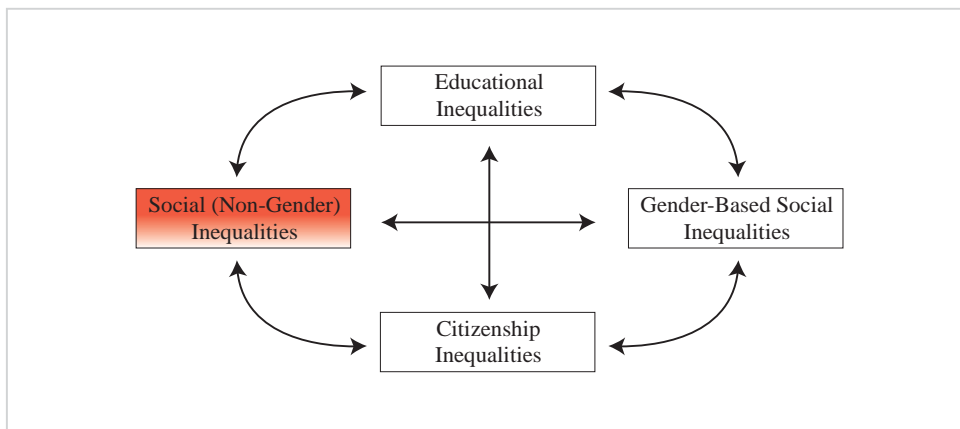 Educational
Inequalities
Social (Non-Gender)
Inequalities
Gender-Based Social
Inequalities
Citizenship
Inequalities